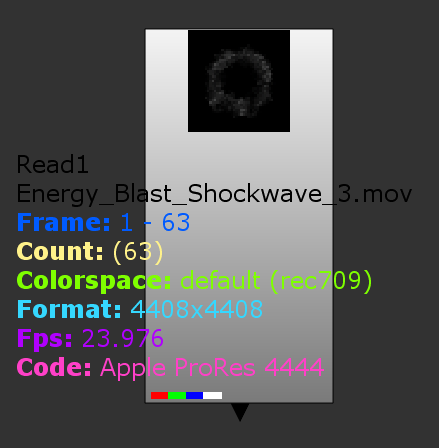 Read1
Energy_Blast_Shockwave_3.mov
Frame: 1 - 63
Count: (63)
Colorspace: default (rec709)
Format: 4408x4408
Fps: 23.976
Code: Apple ProRes 4444